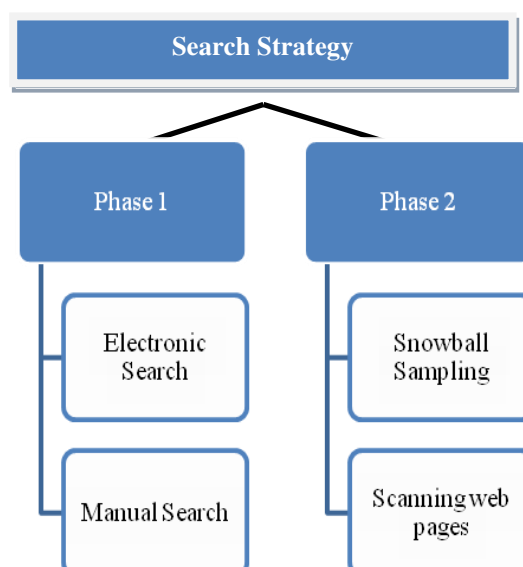 Search Strategy
Phase 1
Electronic
Search
Manual Search
Phase 2
Snowball
Sampling
Scanning web
pages